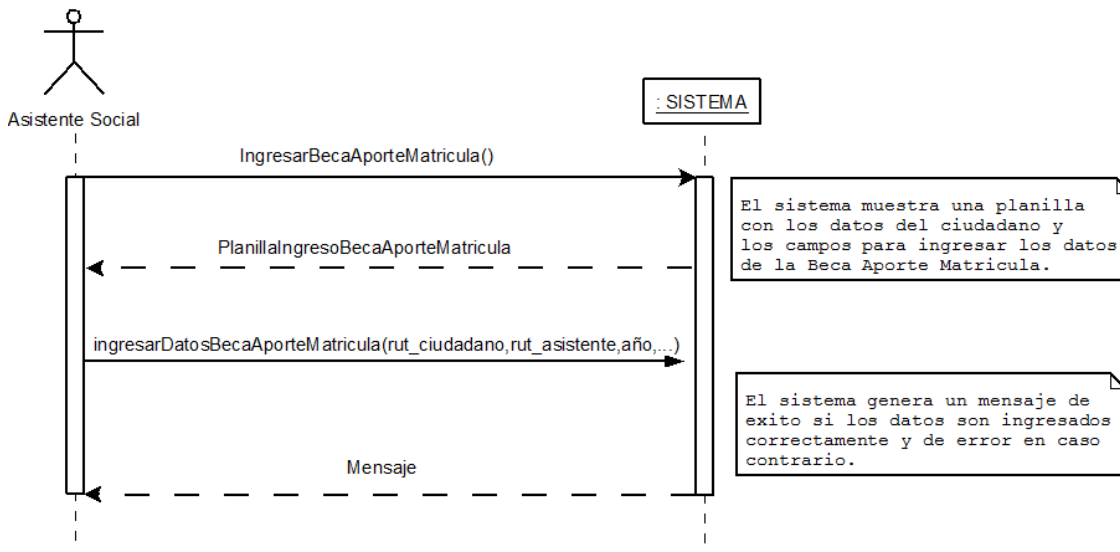 Asistente Social
: SISTEMA
IngresarBecaAporteMatricula()
El sistema muestra una planilla
con los datos del ciudadano y
los campos para ingresar los datos
de la Beca Aporte Matricula.
PlanillaIngresoBecaAporteMatricula
ingresarDatosBecaAporteMatricula(rut_ciudadano,rut_asistente,año,...)
El sistema genera un mensaje de
exito si los datos son ingresados
correctamente y de error en caso
contrario.
Mensaje